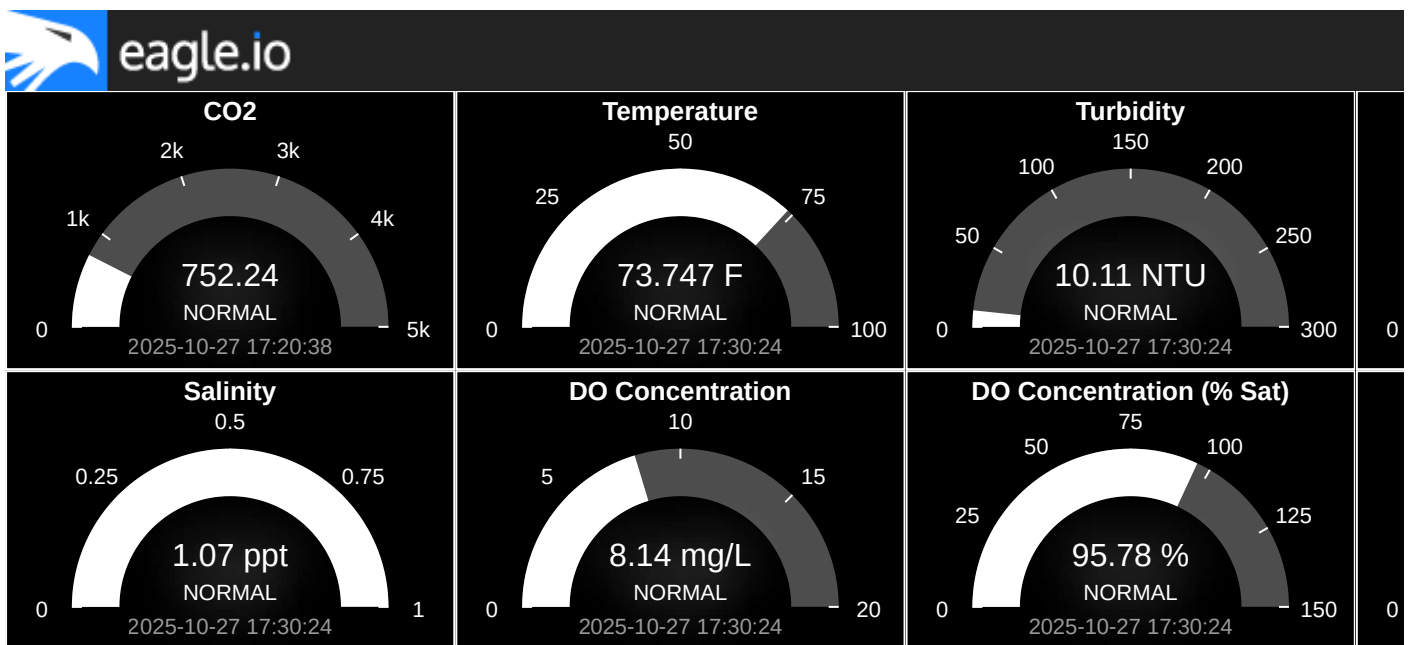 eagle.io
CO2
0
1k
2k
3k
4k
5k
752.24
NORMAL
2025-10-27 17:20:38
Temperature
0
25
50
75
100
73.747 F
NORMAL
2025-10-27 17:30:24
Turbidity
0
50
100
150
200
250
300
10.11 NTU
NORMAL
2025-10-27 17:30:24
0
Salinity
0
0.25
0.5
0.75
1
1.07 ppt
NORMAL
2025-10-27 17:30:24
DO Concentration
0
5
10
15
20
8.14 mg/L
NORMAL
2025-10-27 17:30:24
DO Concentration (% Sat)
0
25
50
75
100
125
150
95.78 %
NORMAL
2025-10-27 17:30:24
0